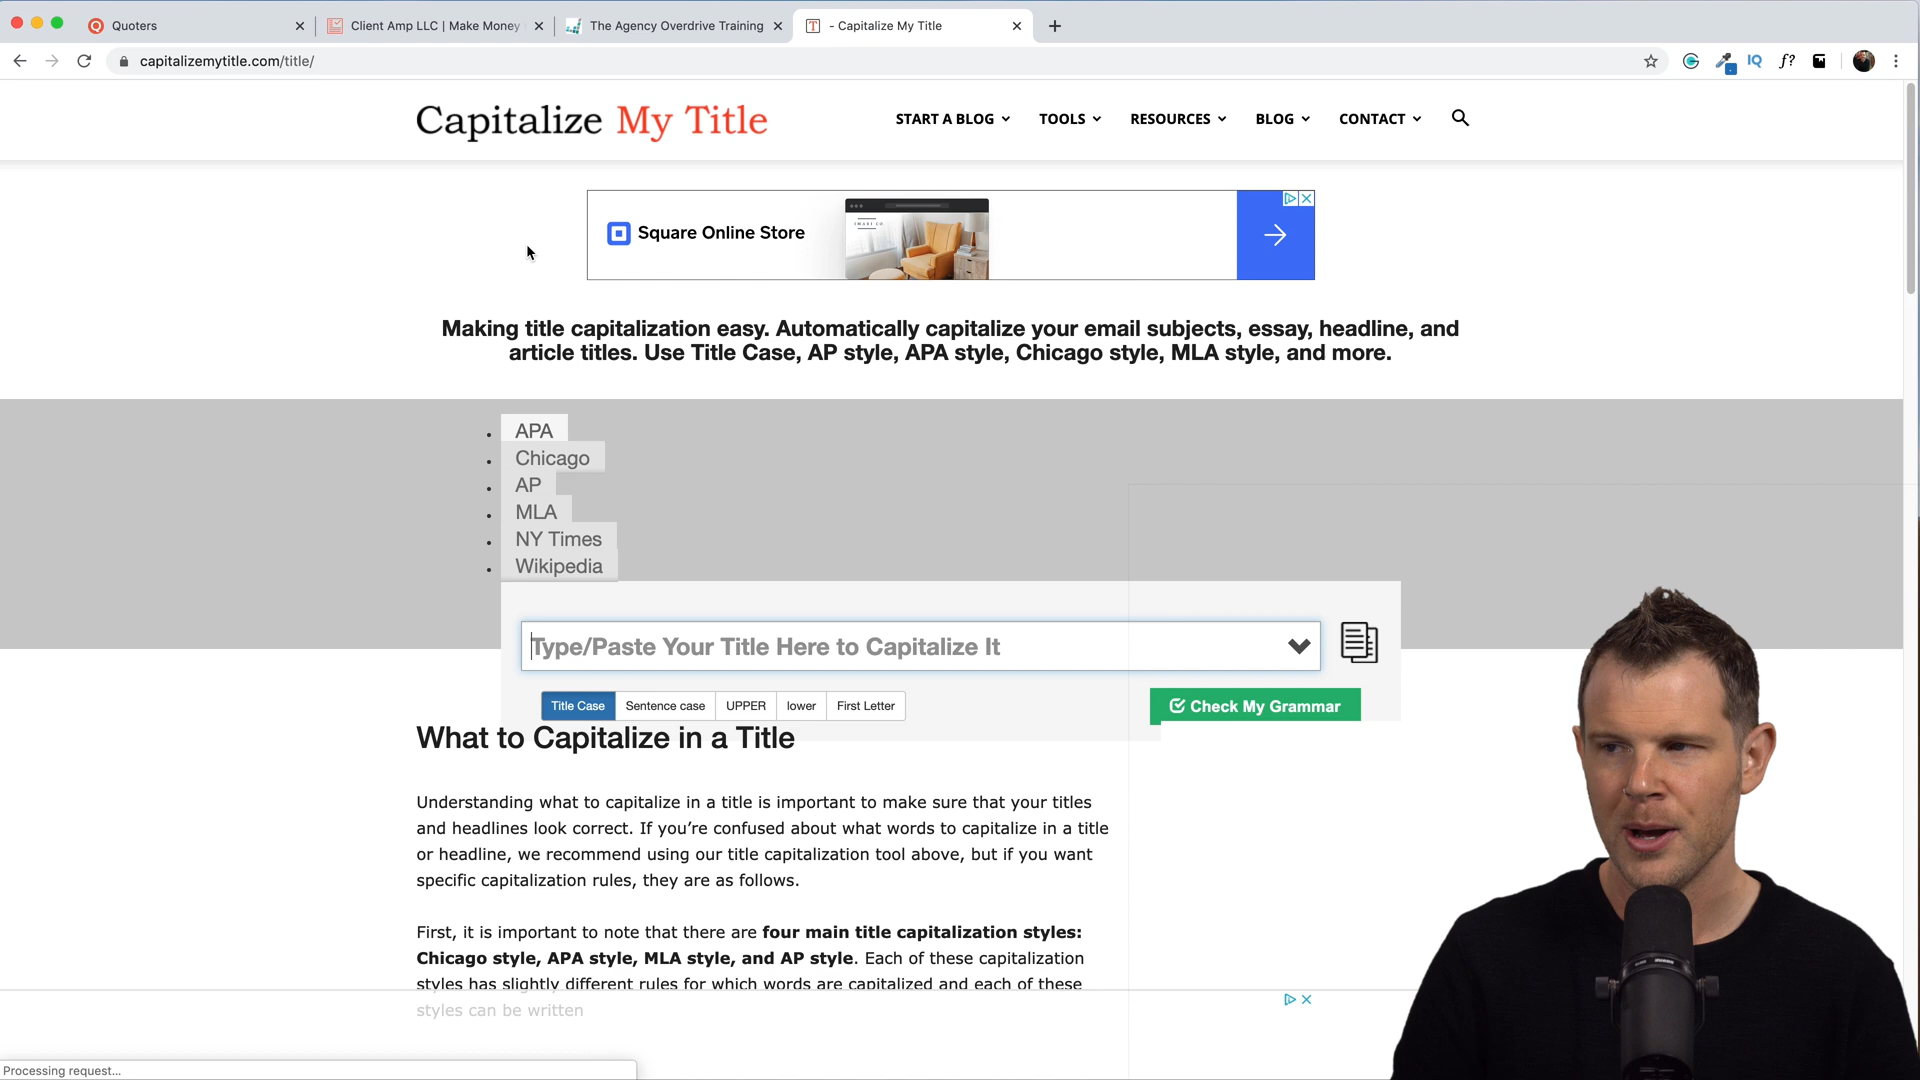 Quoters
Client Amp LLC | Make Money
The Agency Overdrive Training
- Capitalize My Title
capitalizemytitle.com/title/
IQ
f?
Capitalize My Title
START A BLOG
TOOLS
RESOURCES
BLOG
CONTACT
Square Online Store
Making title capitalization easy. Automatically capitalize your email subjects, essay, headline, and
article titles. Use Title Case, AP style, APA style, Chicago style, MLA style, and more.
APA
Chicago
AP
MLA
NY Times
Wikipedia
Type/Paste Your Title Here to Capitalize It
Title Case
Sentence case
UPPER
lower
First Letter
Check My Grammar
What to Capitalize in a Title
Understanding what to capitalize in a title is important to make sure that your titles
and headlines look correct. If you’re confused about what words to capitalize in a title
or headline, we recommend using our title capitalization tool above, but if you want
specific capitalization rules, they are as follows.
First, it is important to note that there are four main title capitalization styles:
Chicago style, APA style, MLA style, and AP style. Each of these capitalization
styles has slightly different rules for which words are capitalized and each of these
styles can be written
Processing request...